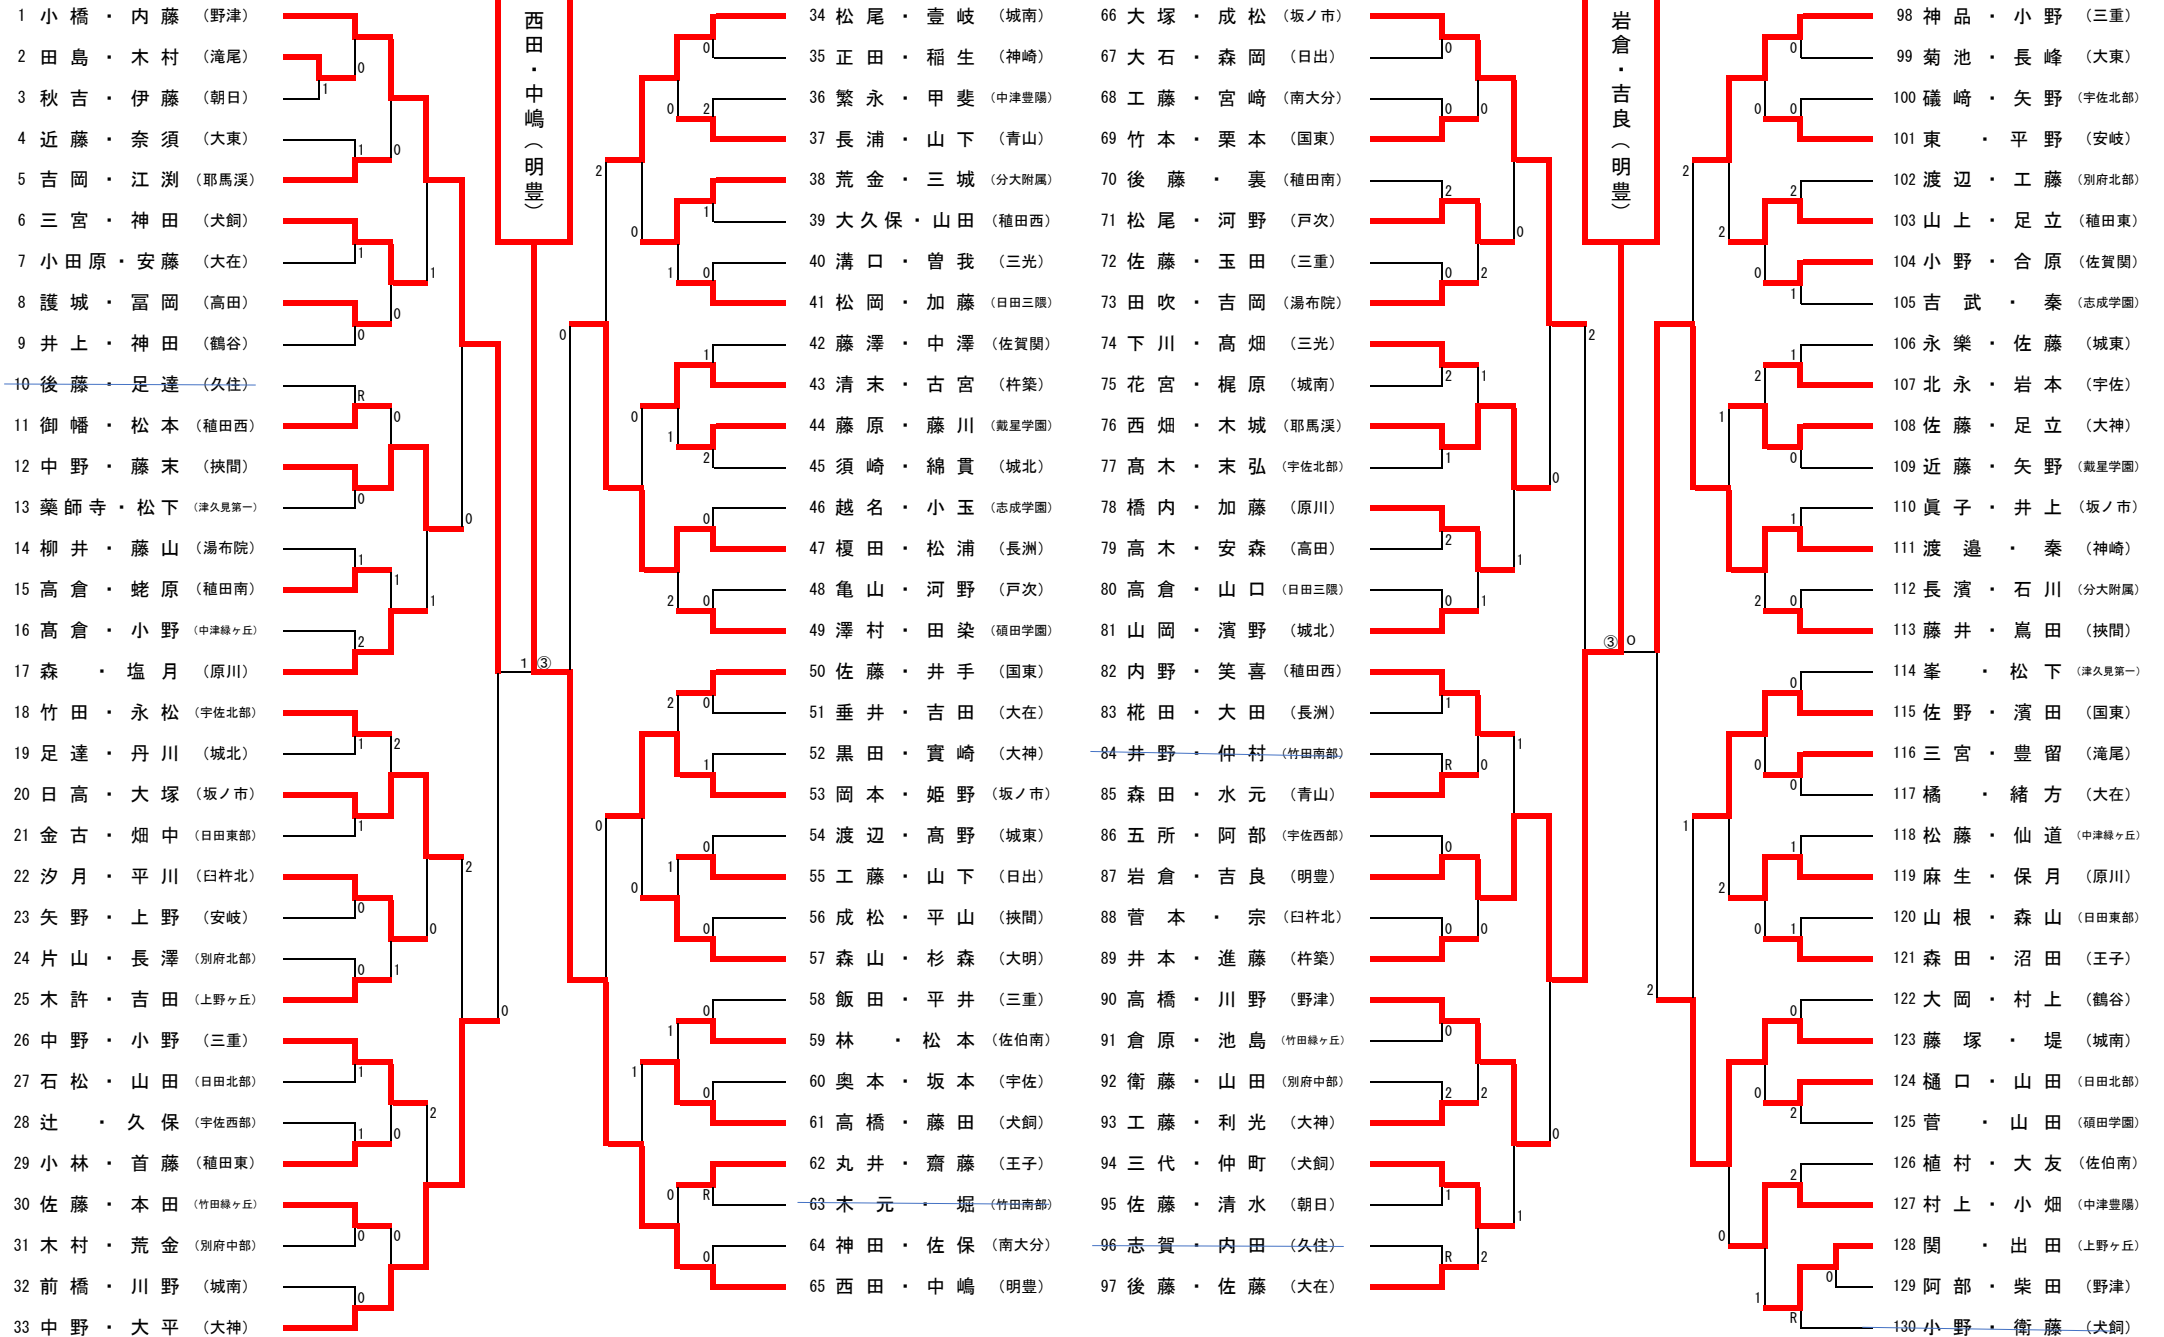 1 小橋・内藤 （野津）
2 田島・木村 （滝尾）
3 秋吉・伊藤 （朝日）
4 近藤・奈須 （大東）
5 吉岡・江渕 （耶馬渓）
6 三宮・神田 （犬飼）
7 小田原・安藤 （大在）
8 護城・冨岡 （高田）
9 井上・神田 （鶴谷）
10 後藤・足達 （久住）
11 御幡・松本 （稙田西）
12 中野・藤末 （挾間）
13 藥師寺・松下 （津久見第一）
14 柳井・藤山 （湯布院）
15 高倉・蛯原 （稙田南）
16 髙倉・小野 （中津緑ヶ丘）
17 森・塩月 （原川）
18 竹田・永松 （宇佐北部）
19 足達・丹川 （城北）
20 日高・大塚 （坂ノ市）
21 金古・畑中 （日田東部）
22 汐月・平川 （臼杵北）
23 矢野・上野 （安岐）
24 片山・長澤 （別府北部）
25 木許・吉田 （上野ヶ丘）
26 中野・小野 （三重）
27 石松・山田 （日田北部）
28 辻・久保 （宇佐西部）
29 小林・首藤 （稙田東）
30 佐藤・本田 （竹田緑ヶ丘）
31 木村・荒金 （別府中部）
32 前橋・川野 （城南）
33 中野・大平 （大神）
西田・中嶋（明豊）
1 ③
34 松尾・壹岐 （城南）
35 正田・稲生 （神崎）
36 繁永・甲斐 （中津豊陽）
37 長浦・山下 （青山）
38 荒金・三城 （分大附属）
39 大久保・山田 （稙田西）
40 溝口・曽我 （三光）
41 松岡・加藤 （日田三隈）
42 藤澤・中澤 （佐賀関）
43 清末・古宮 （杵築）
44 藤原・藤川 （戴星学園）
45 須崎・綿貫 （城北）
46 越名・小玉 （志成学園）
47 榎田・松浦 （長洲）
48 亀山・河野 （戸次）
49 澤村・田染 （碩田学園）
50 佐藤・井手 （国東）
51 垂井・吉田 （大在）
52 黒田・實崎 （大神）
53 岡本・姫野 （坂ノ市）
54 渡辺・髙野 （城東）
55 工藤・山下 （日出）
56 成松・平山 （挾間）
57 森山・杉森 （大明）
58 飯田・平井 （三重）
59 林・松本 （佐伯南）
60 奥本・坂本 （宇佐）
61 高橋・藤田 （犬飼）
62 丸井・齋藤 （王子）
63 木元・堀 （竹田南部）
64 神田・佐保 （南大分）
65 西田・中嶋 （明豊）
66 大塚・成松 （坂ノ市）
67 大石・森岡 （日出）
68 工藤・宮﨑 （南大分）
69 竹本・栗本 （国東）
70 後藤・裏 （稙田南）
71 松尾・河野 （戸次）
72 佐藤・玉田 （三重）
73 田吹・吉岡 （湯布院）
74 下川・髙畑 （三光）
75 花宮・梶原 （城南）
76 西畑・木城 （耶馬渓）
77 髙木・末弘 （宇佐北部）
78 橋内・加藤 （原川）
79 高木・安森 （高田）
80 高倉・山口 （日田三隈）
81 山岡・濱野 （城北）
82 内野・笑喜 （稙田西）
83 椛田・大田 （長洲）
84 井野・仲村 （竹田南部）
85 森田・水元 （青山）
86 五所・阿部 （宇佐西部）
87 岩倉・吉良 （明豊）
88 菅本・宗 （臼杵北）
89 井本・進藤 （杵築）
90 高橋・川野 （野津）
91 倉原・池島 （竹田緑ヶ丘）
92 衛藤・山田 （別府中部）
93 工藤・利光 （大神）
94 三代・仲町 （犬飼）
95 佐藤・清水 （朝日）
96 志賀・内田 （久住）
97 後藤・佐藤 （大在）
岩倉・吉良（明豊）
③ 0
98 神品・小野 （三重）
99 菊池・長峰 （大東）
100 礒﨑・矢野 （宇佐北部）
101 東・平野 （安岐）
102 渡辺・工藤 （別府北部）
103 山上・足立 （稙田東）
104 小野・合原 （佐賀関）
105 吉武・秦 （志成学園）
106 永樂・佐藤 （城東）
107 北永・岩本 （宇佐）
108 佐藤・足立 （大神）
109 近藤・矢野 （戴星学園）
110 眞子・井上 （坂ノ市）
111 渡邉・秦 （神崎）
112 長濱・石川 （分大附属）
113 藤井・嶌田 （挾間）
114 峯・松下 （津久見第一）
115 佐野・濱田 （国東）
116 三宮・豊留 （滝尾）
117 橘・緒方 （大在）
118 松藤・仙道 （中津緑ヶ丘）
119 麻生・保月 （原川）
120 山根・森山 （日田東部）
121 森田・沼田 （王子）
122 大岡・村上 （鶴谷）
123 藤塚・堤 （城南）
124 樋口・山田 （日田北部）
125 菅・山田 （碩田学園）
126 植村・大友 （佐伯南）
127 村上・小畑 （中津豊陽）
128 関・出田 （上野ヶ丘）
129 阿部・柴田 （野津）
130 小野・衛藤 （犬飼）